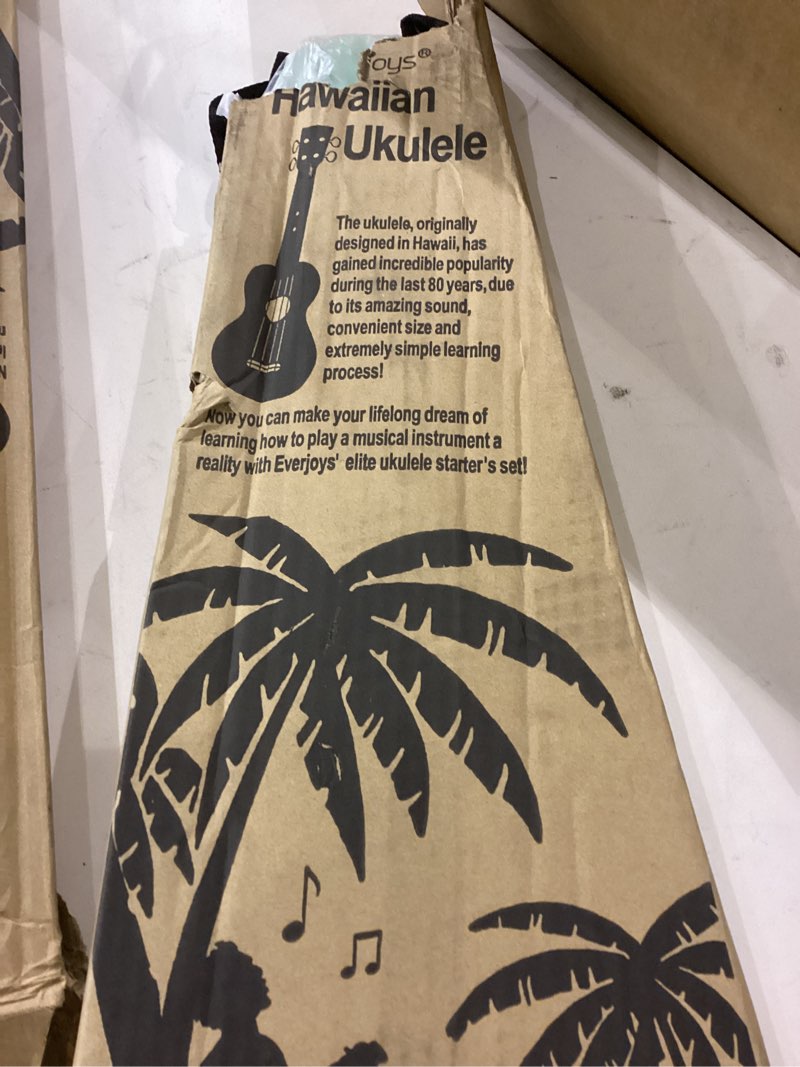 oys®
Hawaiian
Ukulele
The ukulele, originally
designed in Hawaii, has
gained incredible popularity
during the last 80 years, due
to its amazing sound,
convenient size and
extremely simple learning
process!
Now you can make your lifelong dream of
learning how to play a musical instrument a
reality with Everjoys' elite ukulele starter's set!